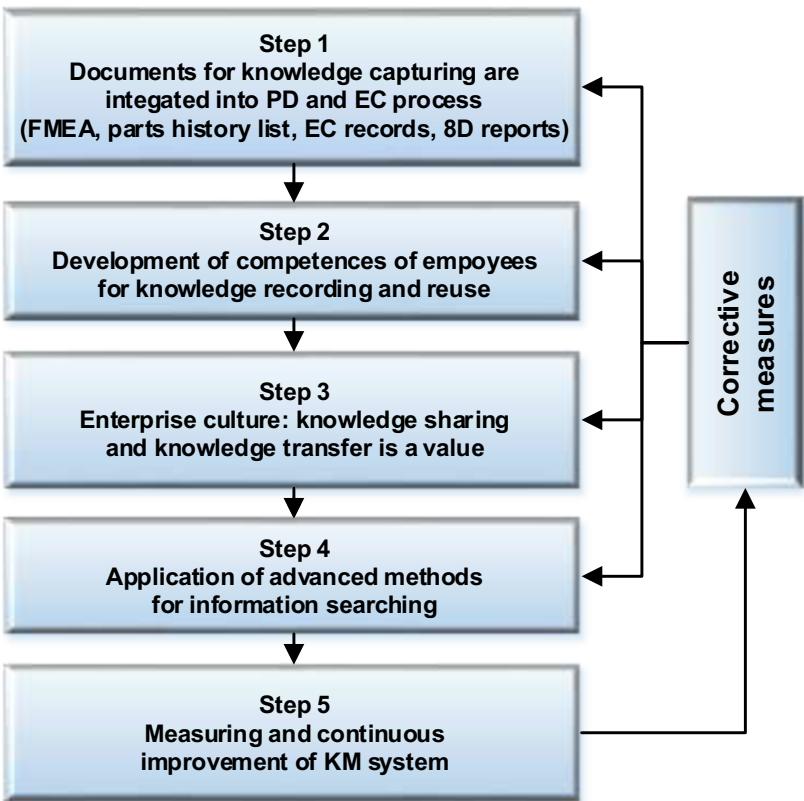 Step 1
Documents for knowledge capturing are
integated into PD and EC process
(FMEA, parts history list, EC records, 8D reports)
Step 2
Development of competences of empoyees
for knowledge recording and reuse
Step 3
Enterprise culture: knowledge sharing
and knowledge transfer is a value
Step 4
Application of advanced methods
for information searching
Step 5
Measuring and continuous
improvement of KM system
Corrective
measures